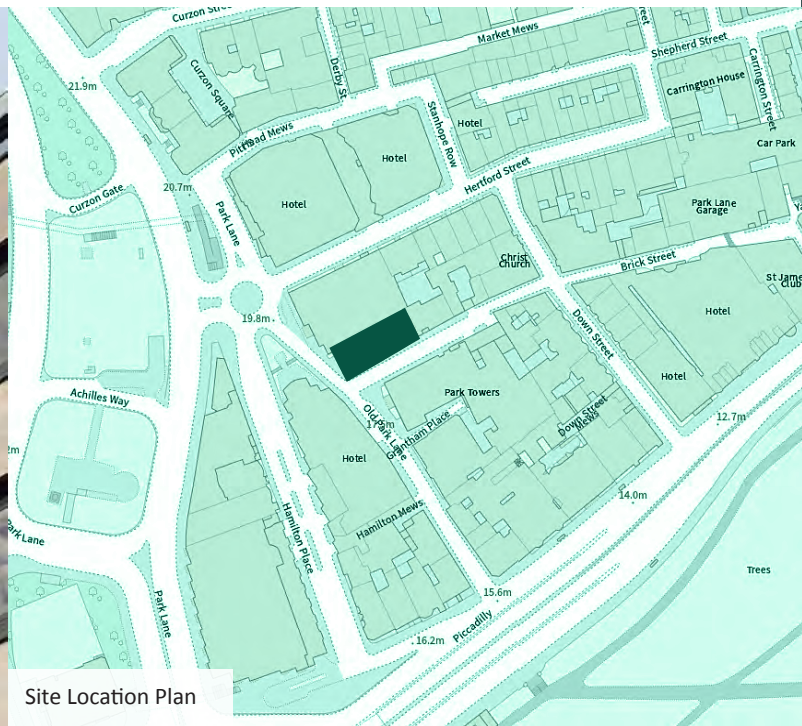 Curzon Stre
Market Mews
reet
Shepherd Street
21.9m
Curzon Square
Derby St
Carrington House
Carrington Street
Stanhope Row
Hotel
Pitt's Head Mews
Hotel
Car Park
20.7m
Curzon Gate
Hertford Street
Hotel
Park Lane
Park Lane
Garage
Christ
Church
Brick Street
St Jame
Club
19.8m
Hotel
Down Street
Hotel
Achilles Way
Park Towers
12.7m
Old Park Lane
Grantham Place
Down Street
Mews
2m
Hotel
14.0m
Hamilton Place
Hamilton Mews
Park Lane
Trees
Park Lane
15.6m
Piccadilly
16.2m
Site Location Plan